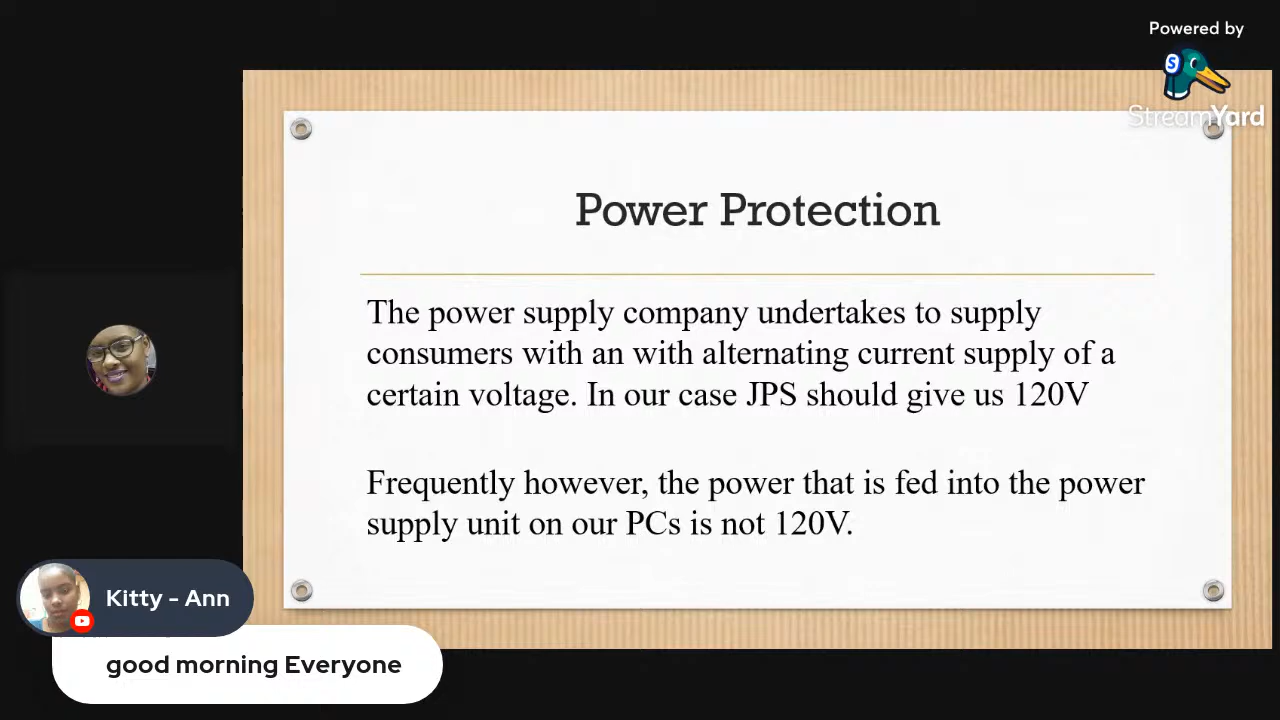 Powered by
S
StreamYard
Power Protection
The power supply company undertakes to supply
consumers with an with alternating current supply of a
certain voltage. In our case JPS should give us 120V
Frequently however, the power that is fed into the power
supply unit on our PCs is not 120V.
Kitty - Ann
good morning Everyone